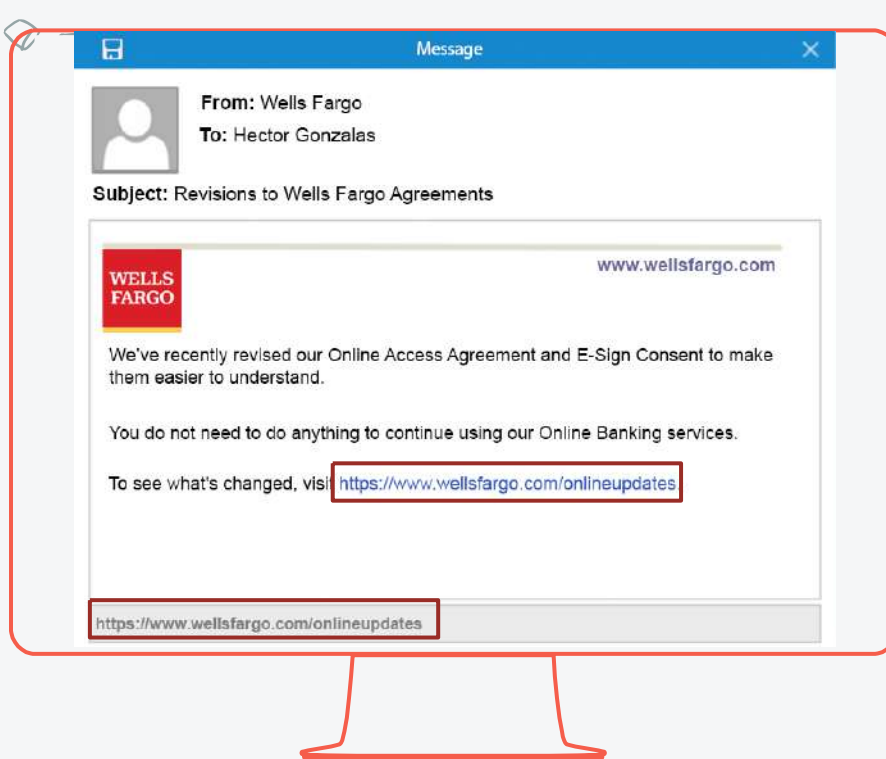 Message
From: Wells Fargo
To: Hector Gonzalas
Subject: Revisions to Wells Fargo Agreements
www.wellsfargo.com
WELLS
FARGO
We've recently revised our Online Access Agreement and E-Sign Consent to make
them easier to understand.
You do not need to do anything to continue using our Online Banking services.
To see what's changed, visi https://www.wellsfargo.com/onlineupdates.
https://www.wellsfargo.com/onlineupdates